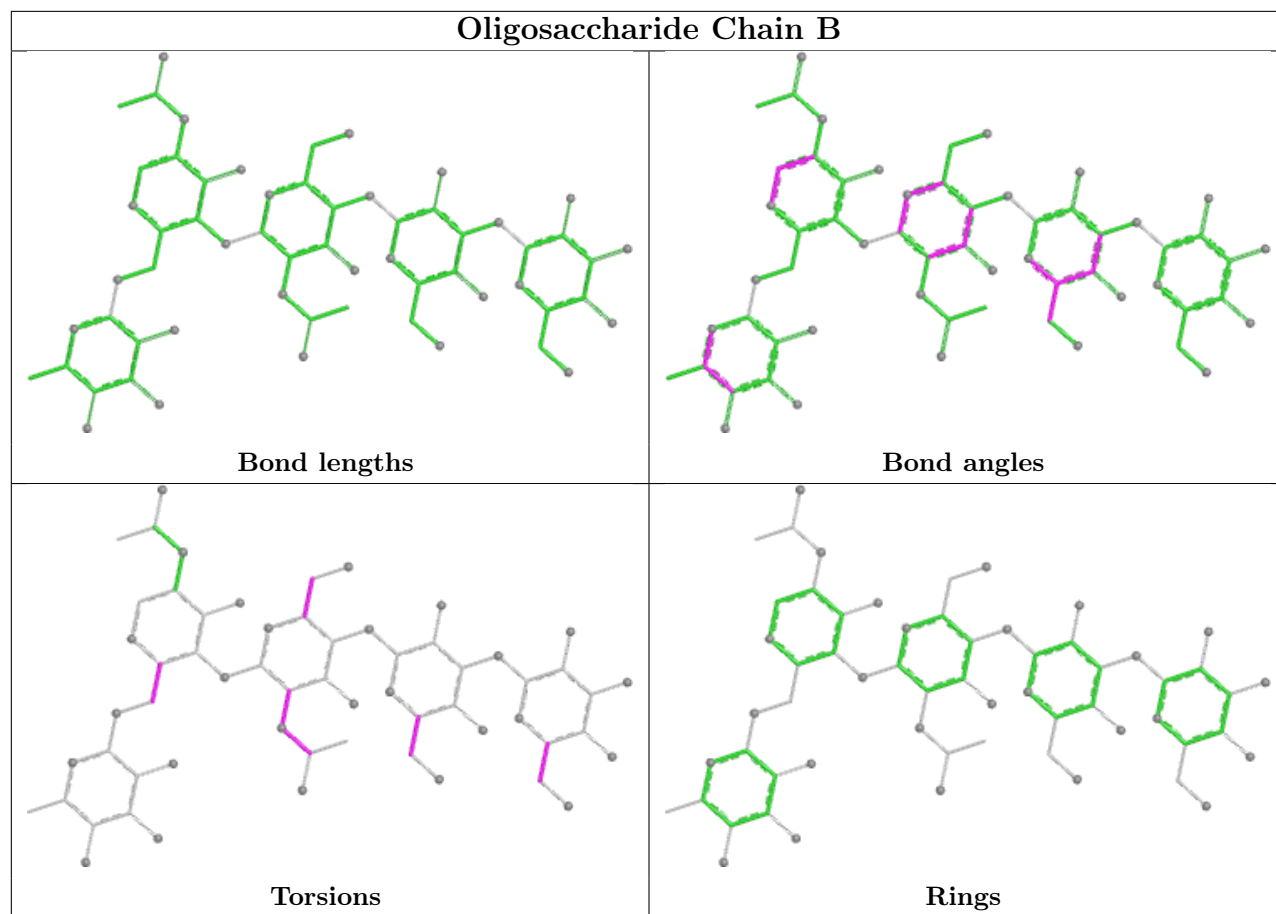 Oligosaccharide Chain B
Bond lengths
Bond angles
Torsions
Rings